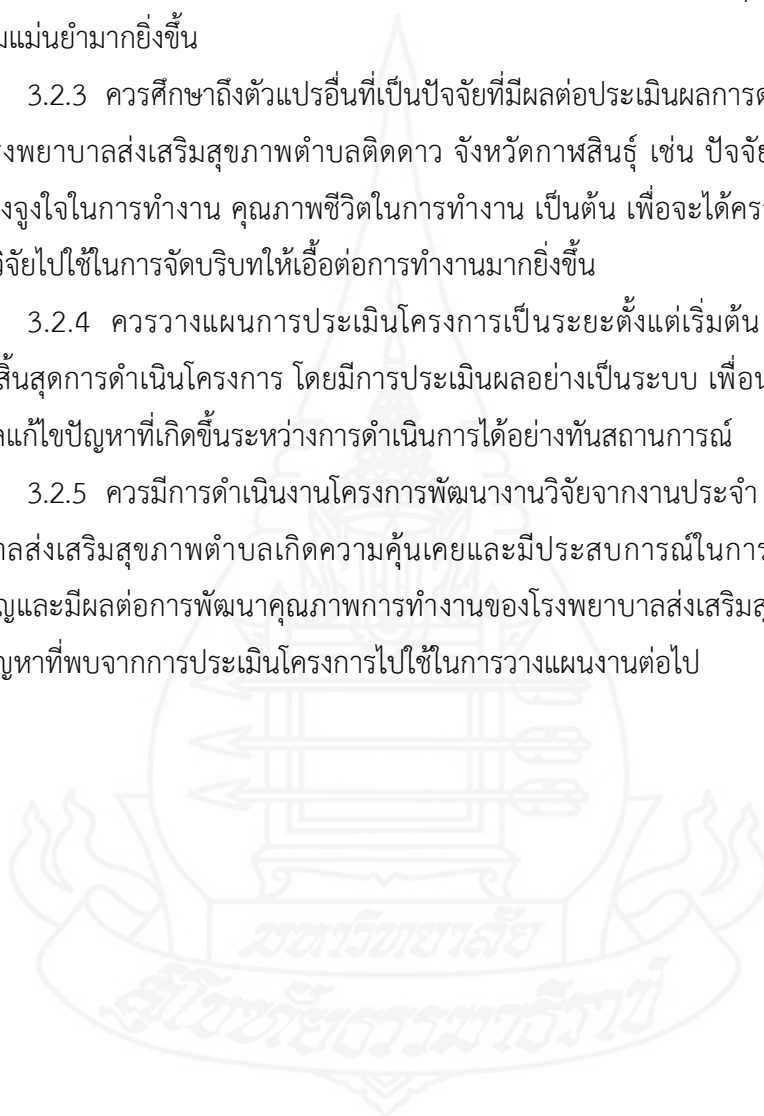 มแม่นยำมากยิ่งขึ้น
3.2.3 ควรศึกษาถึงตัวแปรอื่นที่เป็นปัจจัยที่มีผลต่อประเมินผลการด
รงพยาบาลส่งเสริมสุขภาพตำบลติดดาว จังหวัดกาฬสินธุ์ เช่น ปัจจัย
งจูงใจในการทำงาน คุณภาพชีวิตในการทำงาน เป็นต้น เพื่อจะได้คร
วิจัยไปใช้ในการจัดบริบทให้เอื้อต่อการทำงานมากยิ่งขึ้น
3.2.4 ควรวางแผนการประเมินโครงการเป็นระยะตั้งแต่เริ่มต้น
สิ้นสุดการดำเนินโครงการ โดยมีการประเมินผลอย่างเป็นระบบ เพื่อน
ลแก้ไขปัญหาที่เกิดขึ้นระหว่างการดำเนินการได้อย่างทันสถานการณ์
3.2.5 ควรมีการดำเนินงานโครงการพัฒนางานวิจัยจากงานประจำ
าลส่งเสริมสุขภาพตำบลเกิดความคุ้นเคยและมีประสบการณ์ในการ
ญและมีผลต่อการพัฒนาคุณภาพการทำงานของโรงพยาบาลส่งเสริมสุ
ญหาที่พบจากการประเมินโครงการไปใช้ในการวางแผนงานต่อไป
มหาวิทยาลัย
สุโขทัยธรรมาธิราช